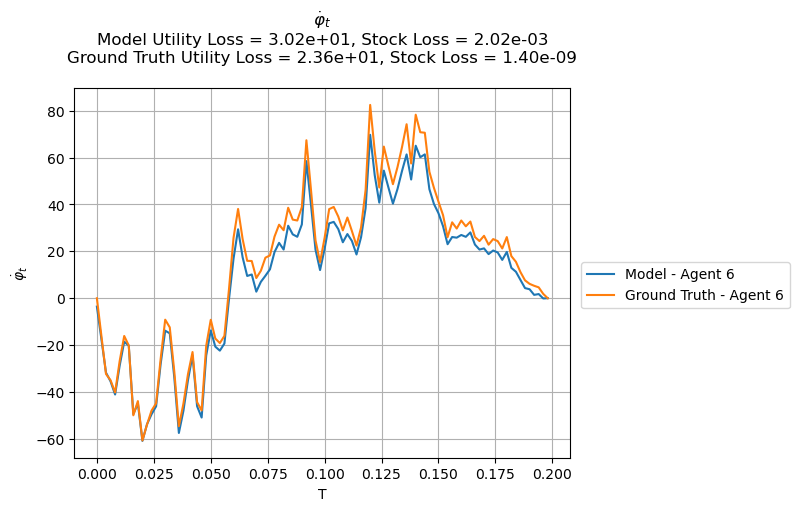 φ̇ₜ
Model Utility Loss = 3.02e+01, Stock Loss = 2.02e-03
Ground Truth Utility Loss = 2.36e+01, Stock Loss = 1.40e-09
80
60
40
20
0
−20
−40
−60
φ̇ₜ
0.000 0.025 0.050 0.075 0.100 0.125 0.150 0.175 0.200
T
Model - Agent 6
Ground Truth - Agent 6